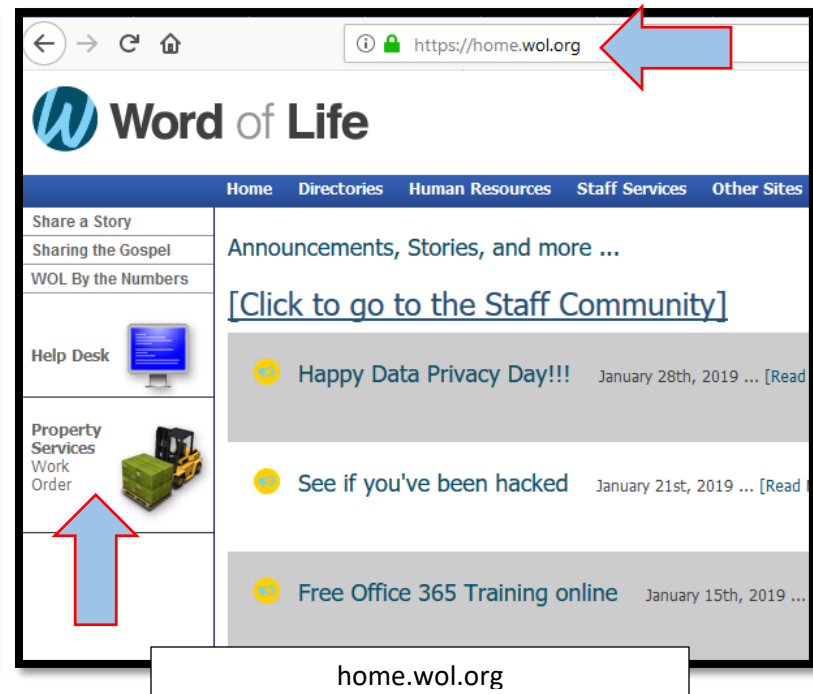 https://home.wol.org
Word of Life
Home Directories Human Resources Staff Services Other Sites
Share a Story
Sharing the Gospel
WOL By the Numbers
Help Desk
Property
Services
Work
Order
Announcements, Stories, and more ...
[Click to go to the Staff Community]
Happy Data Privacy Day!!! January 28th, 2019 ... [Read
See if you've been hacked January 21st, 2019 ... [Read
Free Office 365 Training online January 15th, 2019 ...
home.wol.org